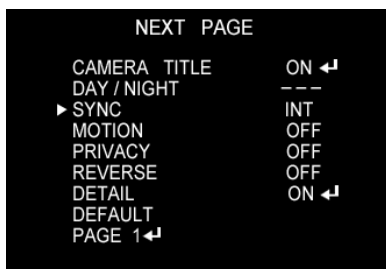 NEXT PAGE
CAMERA TITLE ON ↵
DAY / NIGHT ---
▶ SYNC INT
MOTION OFF
PRIVACY OFF
REVERSE OFF
DETAIL ON ↵
DEFAULT
PAGE 1↵